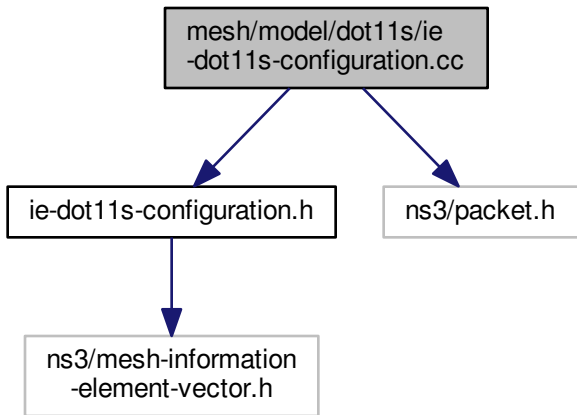 mesh/model/dot11s/ie
-dot11s-configuration.cc
ie-dot11s-configuration.h
ns3/packet.h
ns3/mesh-information
-element-vector.h